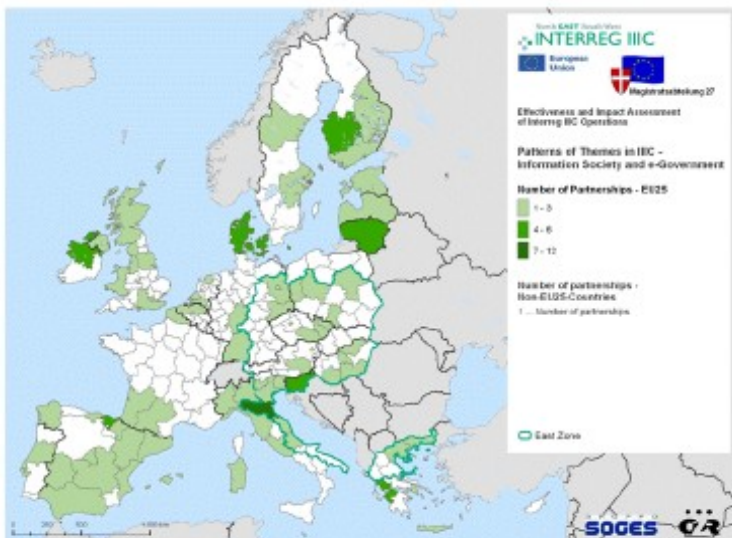 North EAST South West
INTERREG IIIC
European
Union
Magistratsabteilung 27
Effectiveness and Impact Assessment
of Interreg IIIC Operations
Patterns of Themes in IIIC –
Information Society and e-Government
Number of Partnerships - EU25
1 - 3
4 - 6
7 - 12
Number of partnerships -
Non-EU25-Countries
1 ... Number of partnerships
East Zone
SOGES